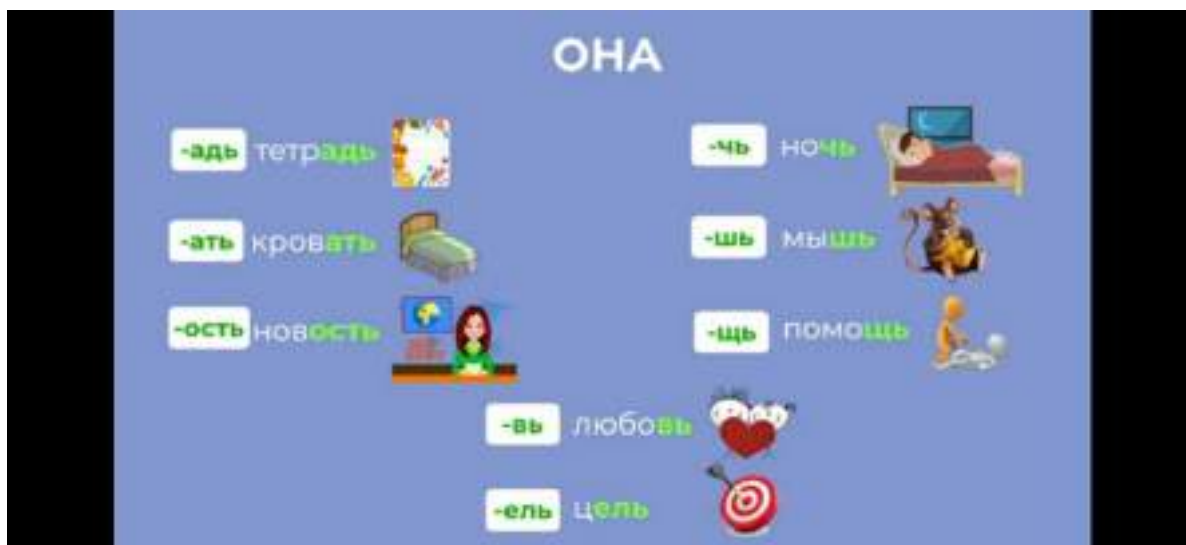 ОНА
-адь тетрадь
-ать кровать
-ость новость
-чь ночь
-шь мышь
-щь помощь
-вь любовь
-ель цель